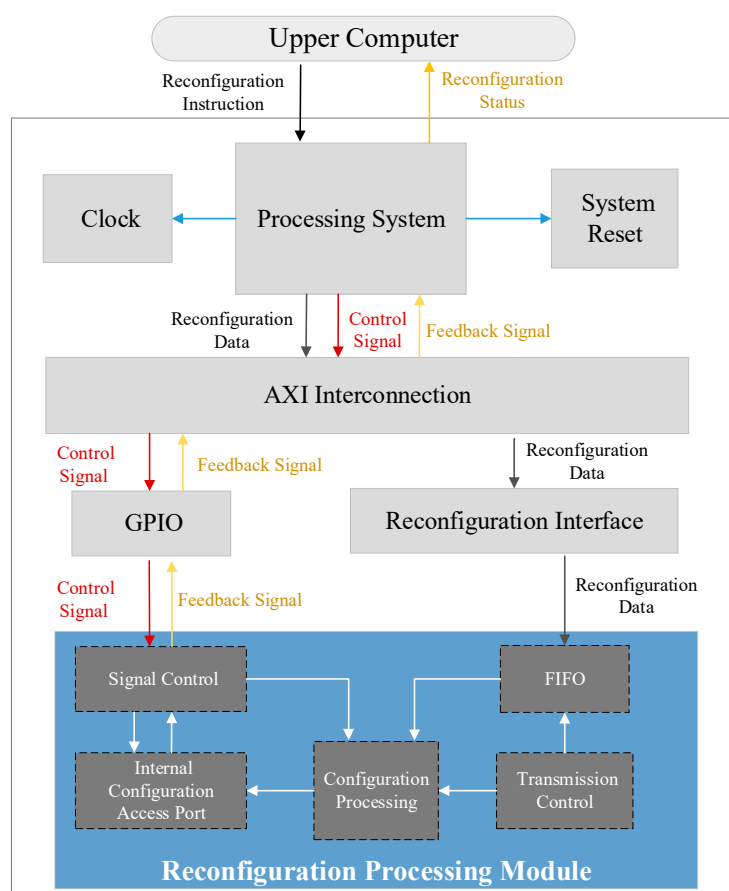 Upper Computer
Reconfiguration
Instruction
Reconfiguration
Status
Clock
Processing System
System
Reset
Reconfiguration
Data
Control
Signal
Feedback Signal
AXI Interconnection
Control
Signal
Feedback Signal
Reconfiguration
Data
GPIO
Reconfiguration Interface
Control
Signal
Feedback Signal
Reconfiguration
Data
Signal Control
FIFO
Internal
Configuration
Access Port
Configuration
Processing
Transmission
Control
Reconfiguration Processing Module